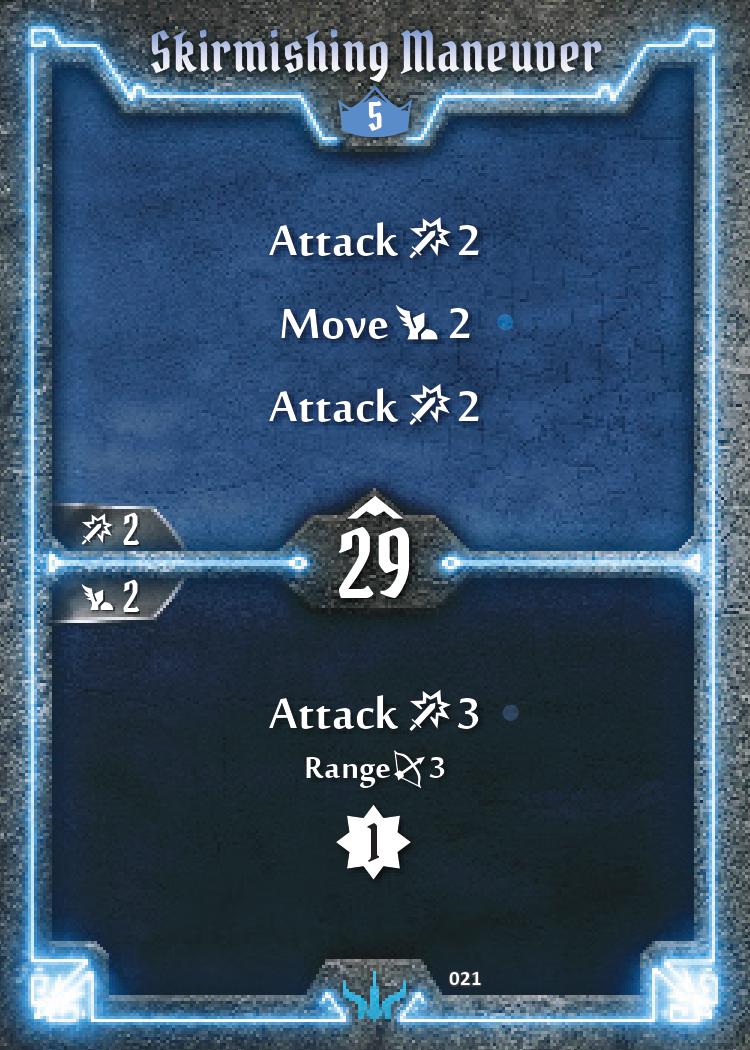 Skirmishing Maneuver
5
Attack 2
Move 2
Attack 2
2
29
2
Attack 3
Range 3
1
021